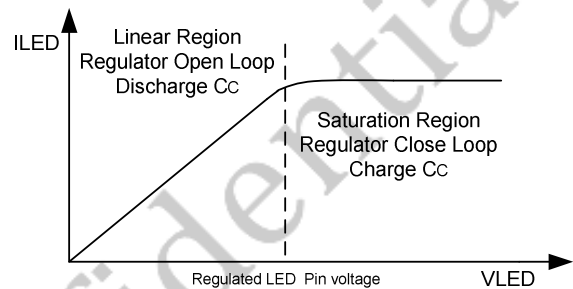 ILED
Linear Region
Regulator Open Loop
Discharge CC
Saturation Region
Regulator Close Loop
Charge CC
Regulated LED Pin voltage
VLED
fidential